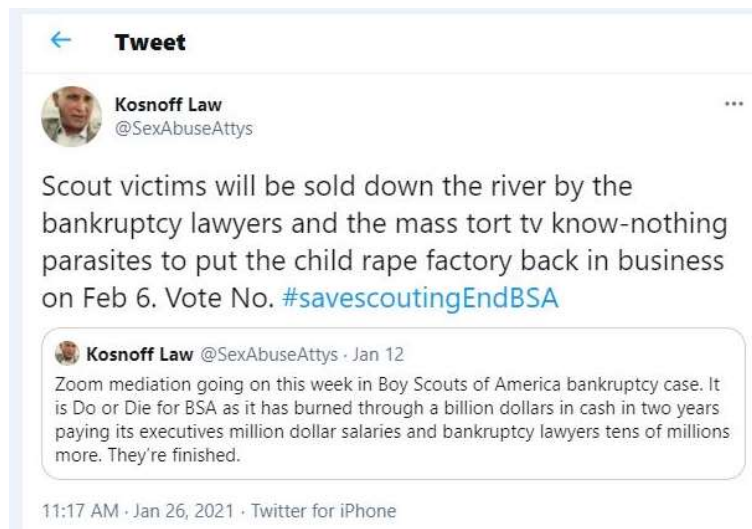 Tweet
Kosnoff Law
@SexAbuseAttys
Scout victims will be sold down the river by the
bankruptcy lawyers and the mass tort tv know-nothing
parasites to put the child rape factory back in business
on Feb 6. Vote No. #savescoutingEndBSA
Kosnoff Law @SexAbuseAttys · Jan 12
Zoom mediation going on this week in Boy Scouts of America bankruptcy case. It
is Do or Die for BSA as it has burned through a billion dollars in cash in two years
paying its executives million dollar salaries and bankruptcy lawyers tens of millions
more. They're finished.
11:17 AM · Jan 26, 2021 · Twitter for iPhone